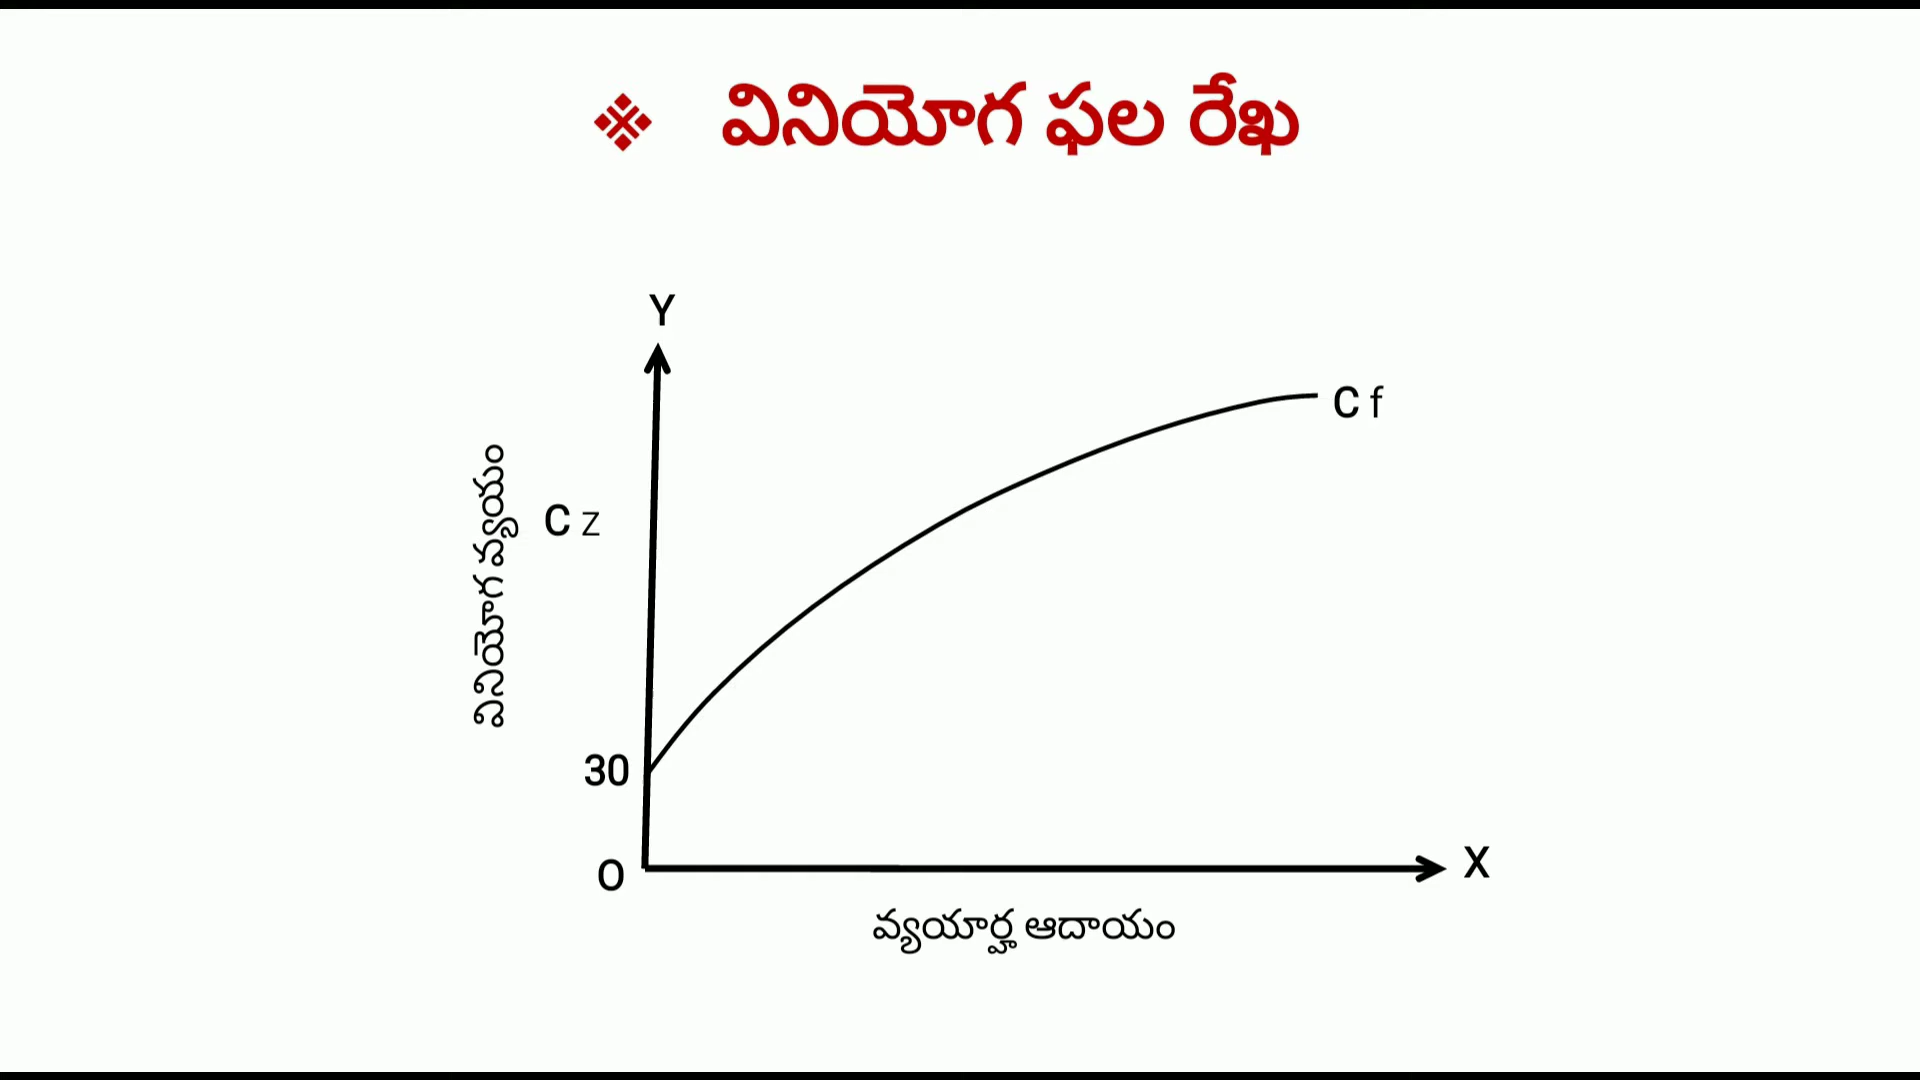 ❖ వినియోగ ఫల రేఖ
Y
C f
వినియోగ వ్యయం
C z
30
O
X
వ్యయార్హ ఆదాయం